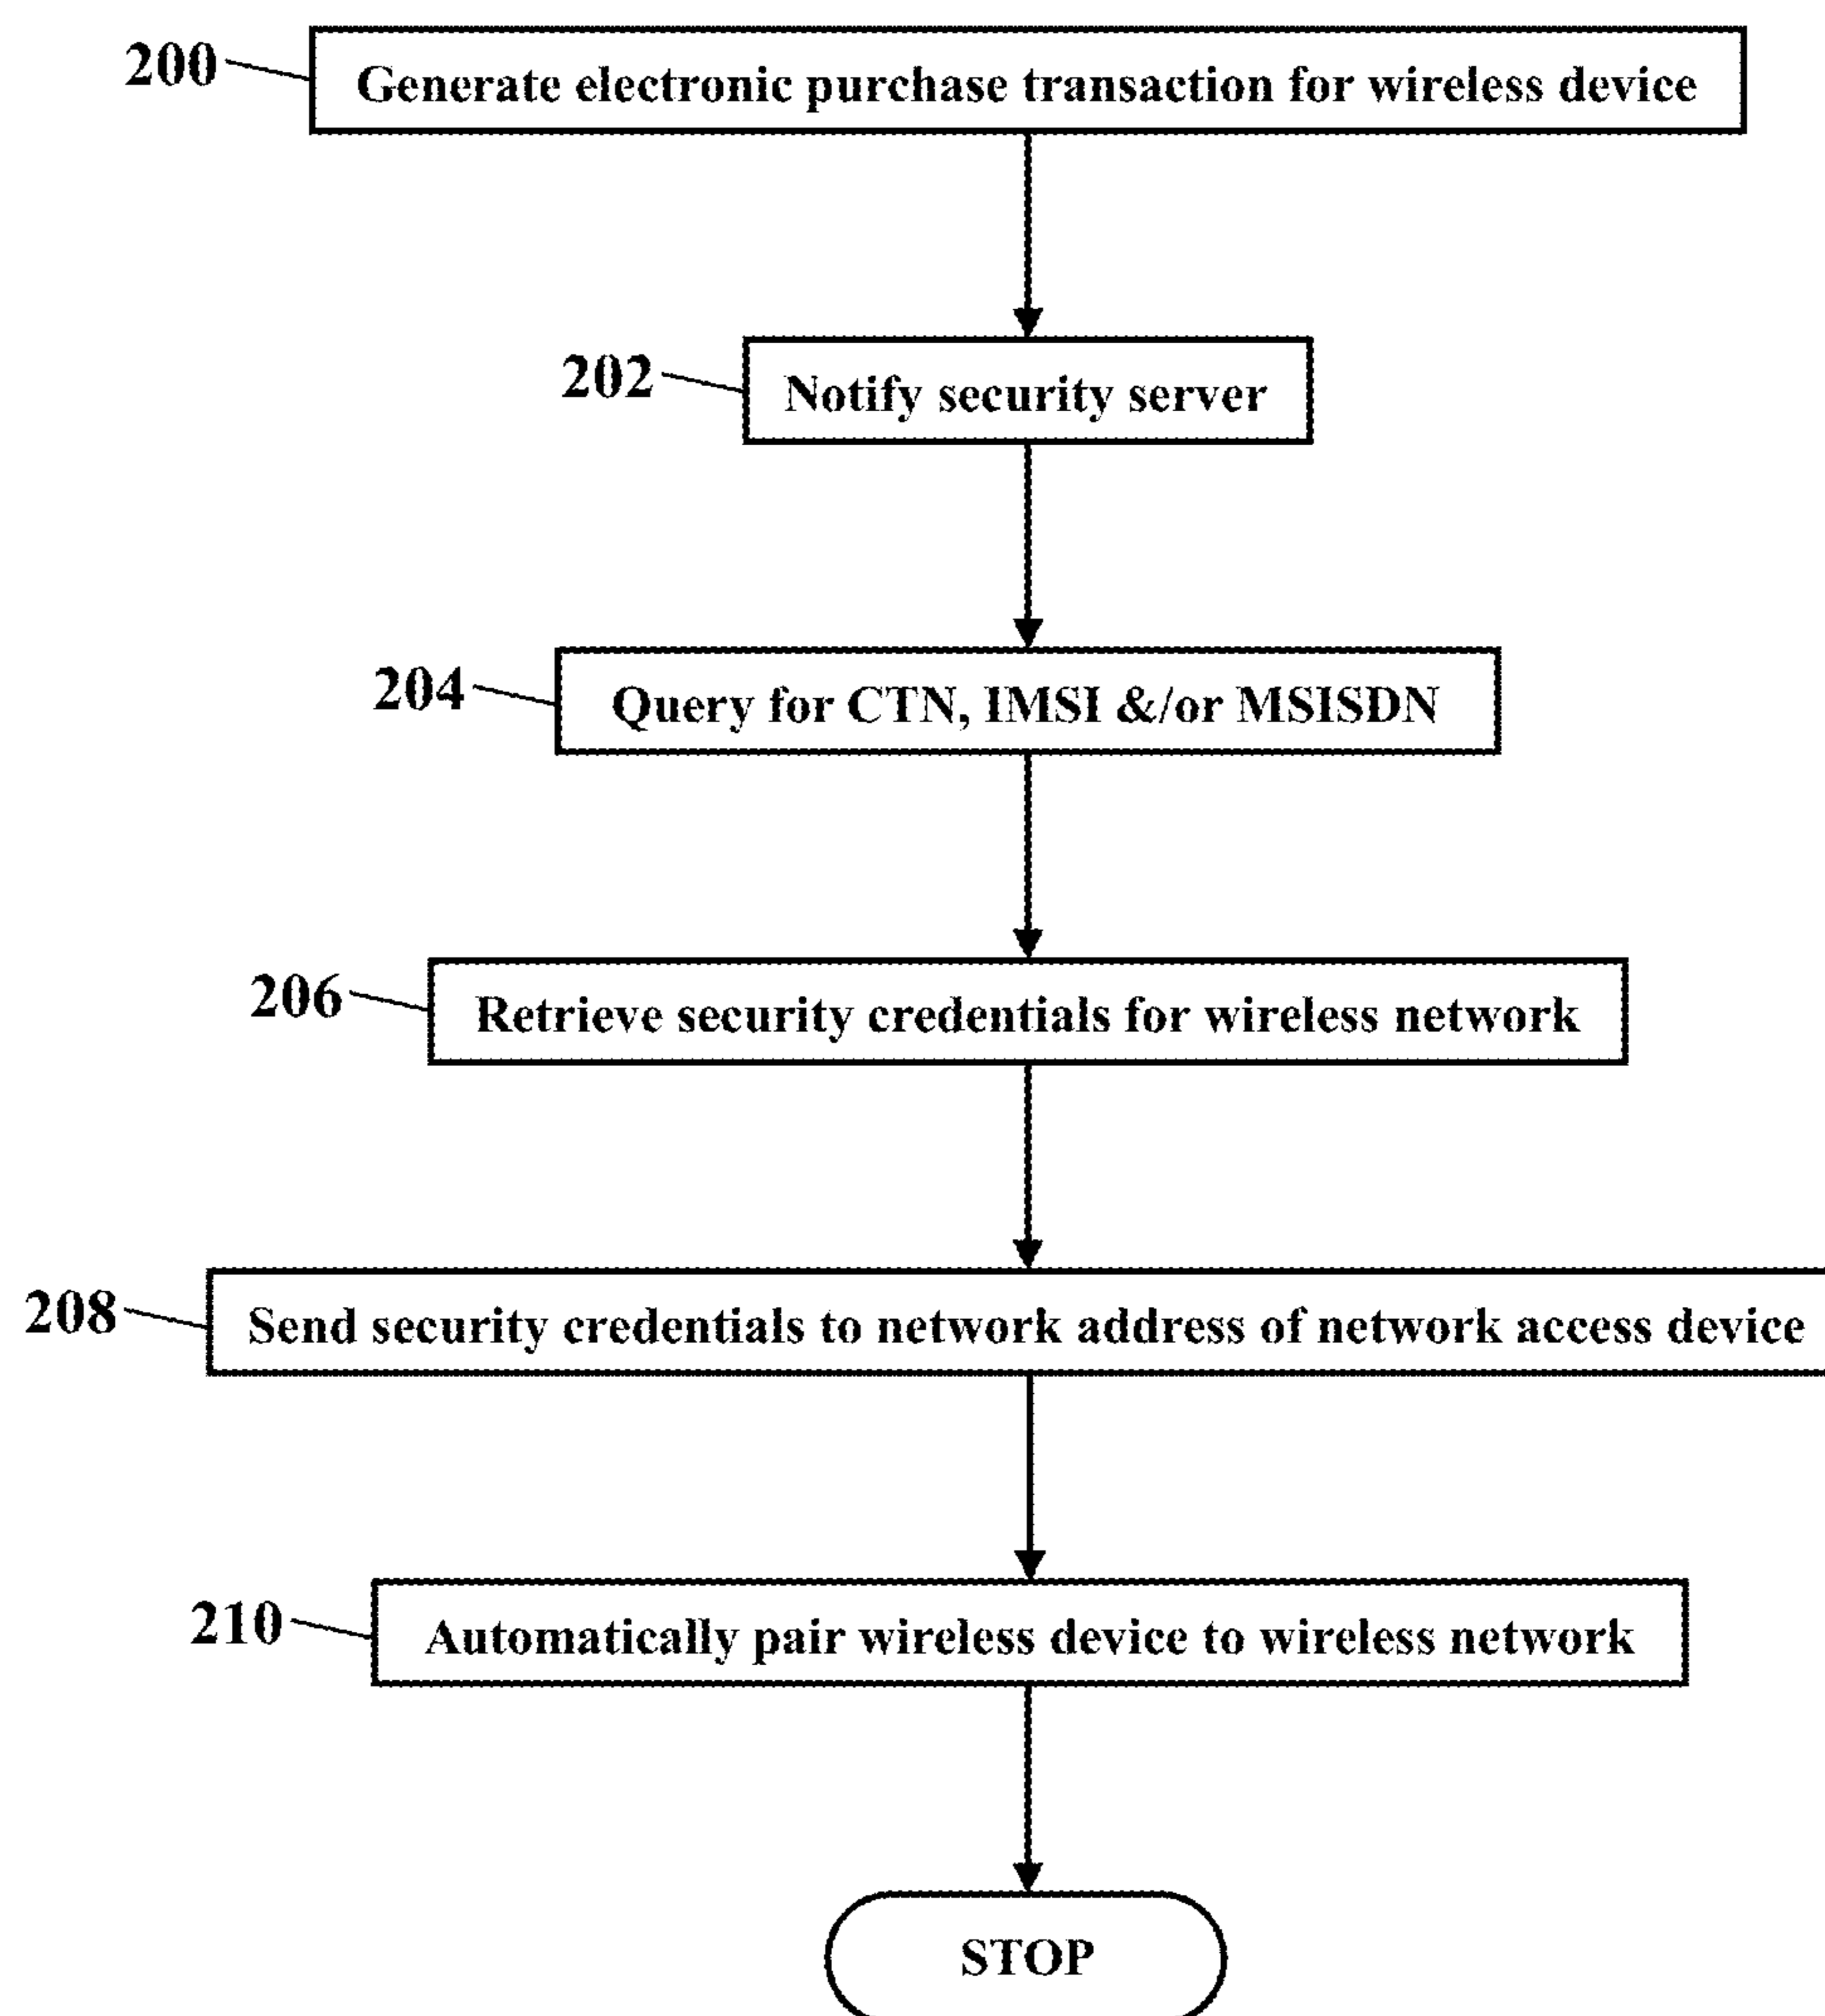 200 Generate electronic purchase transaction for wireless device
202 Notify security server
204 Query for CTN, IMSI &/or MSISDN
206 Retrieve security credentials for wireless network
208 Send security credentials to network address of network access device
210 Automatically pair wireless device to wireless network
STOP